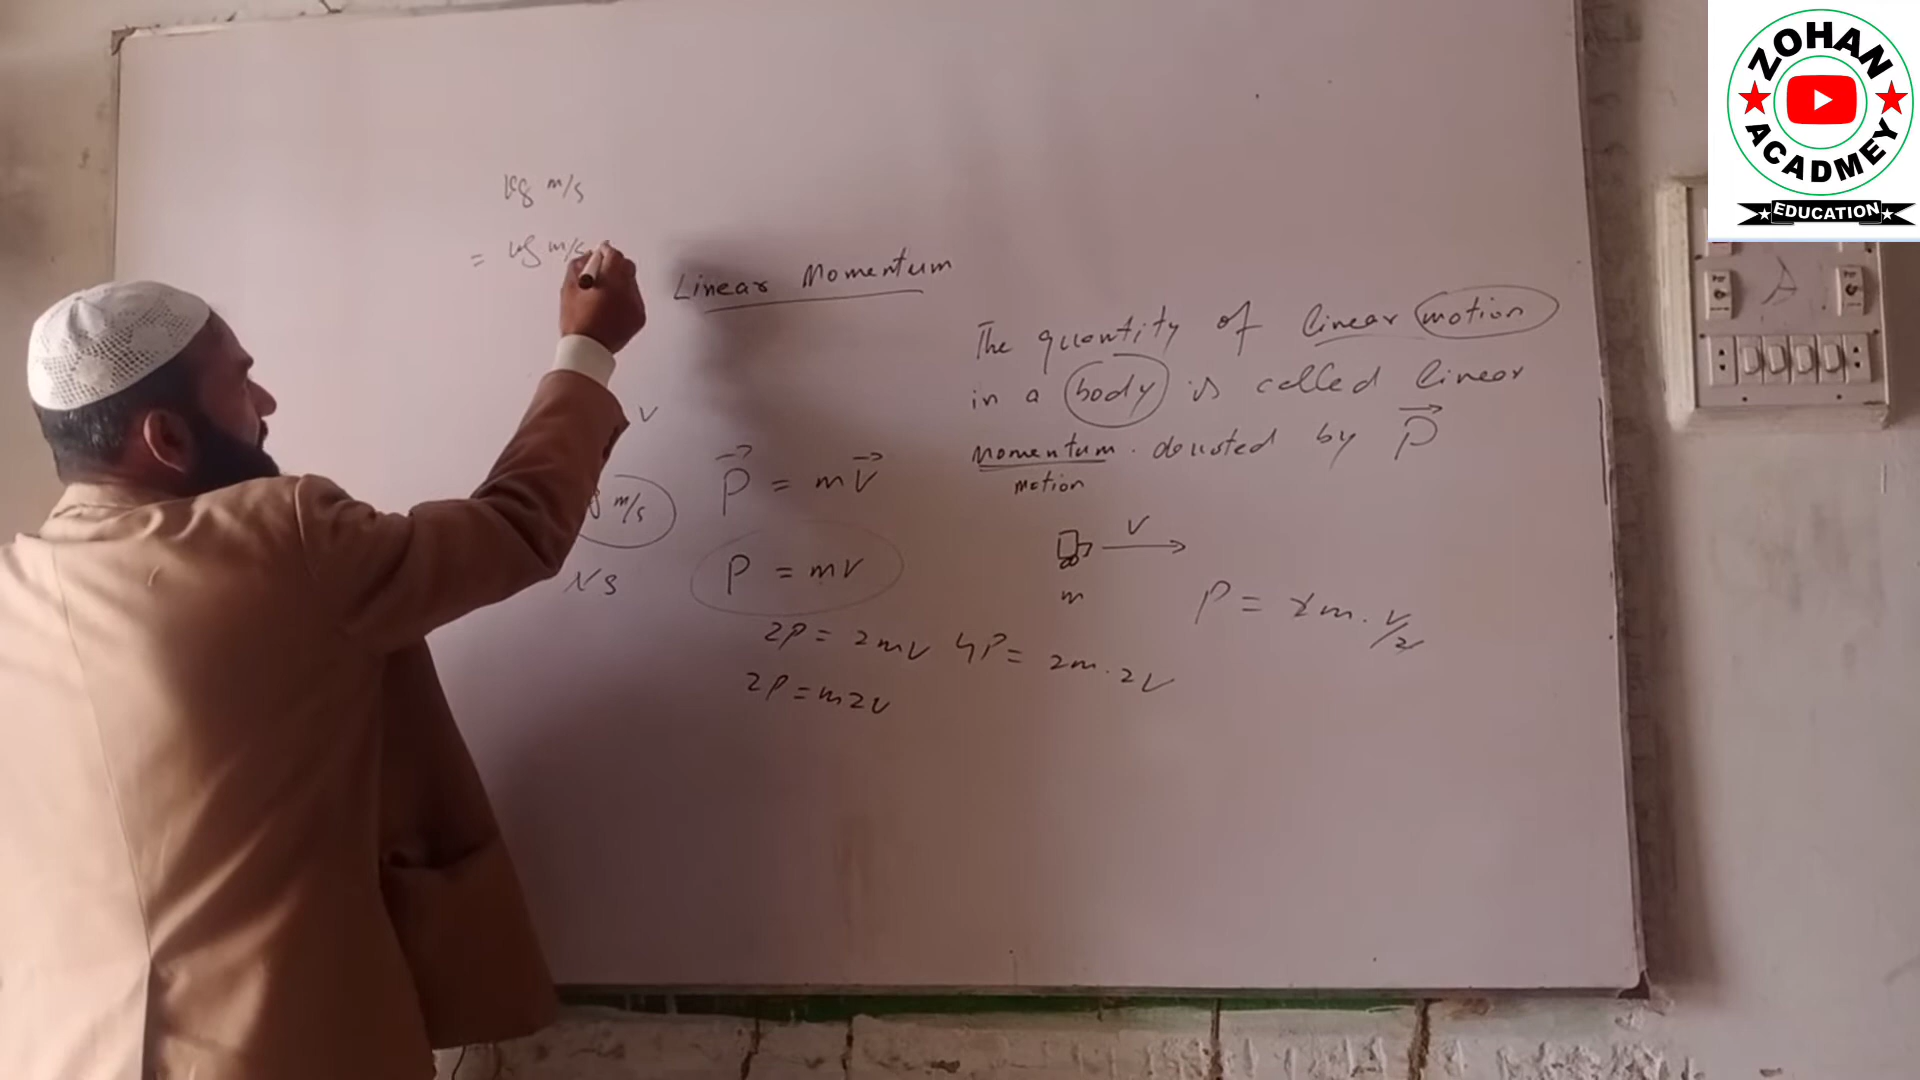 ZOHAN
ACADMEY
EDUCATION
kg m/s
= kg m/s
Linear Momentum
The quantity of linear motion
in a body is called linear
momentum. denoted by P⃗
motion
V
P⃗ = mV⃗
m/s
P = mv
NS
V
m
2P = 2mV 4P = 2m.2V
2P = m2V
P = 2m.V/2